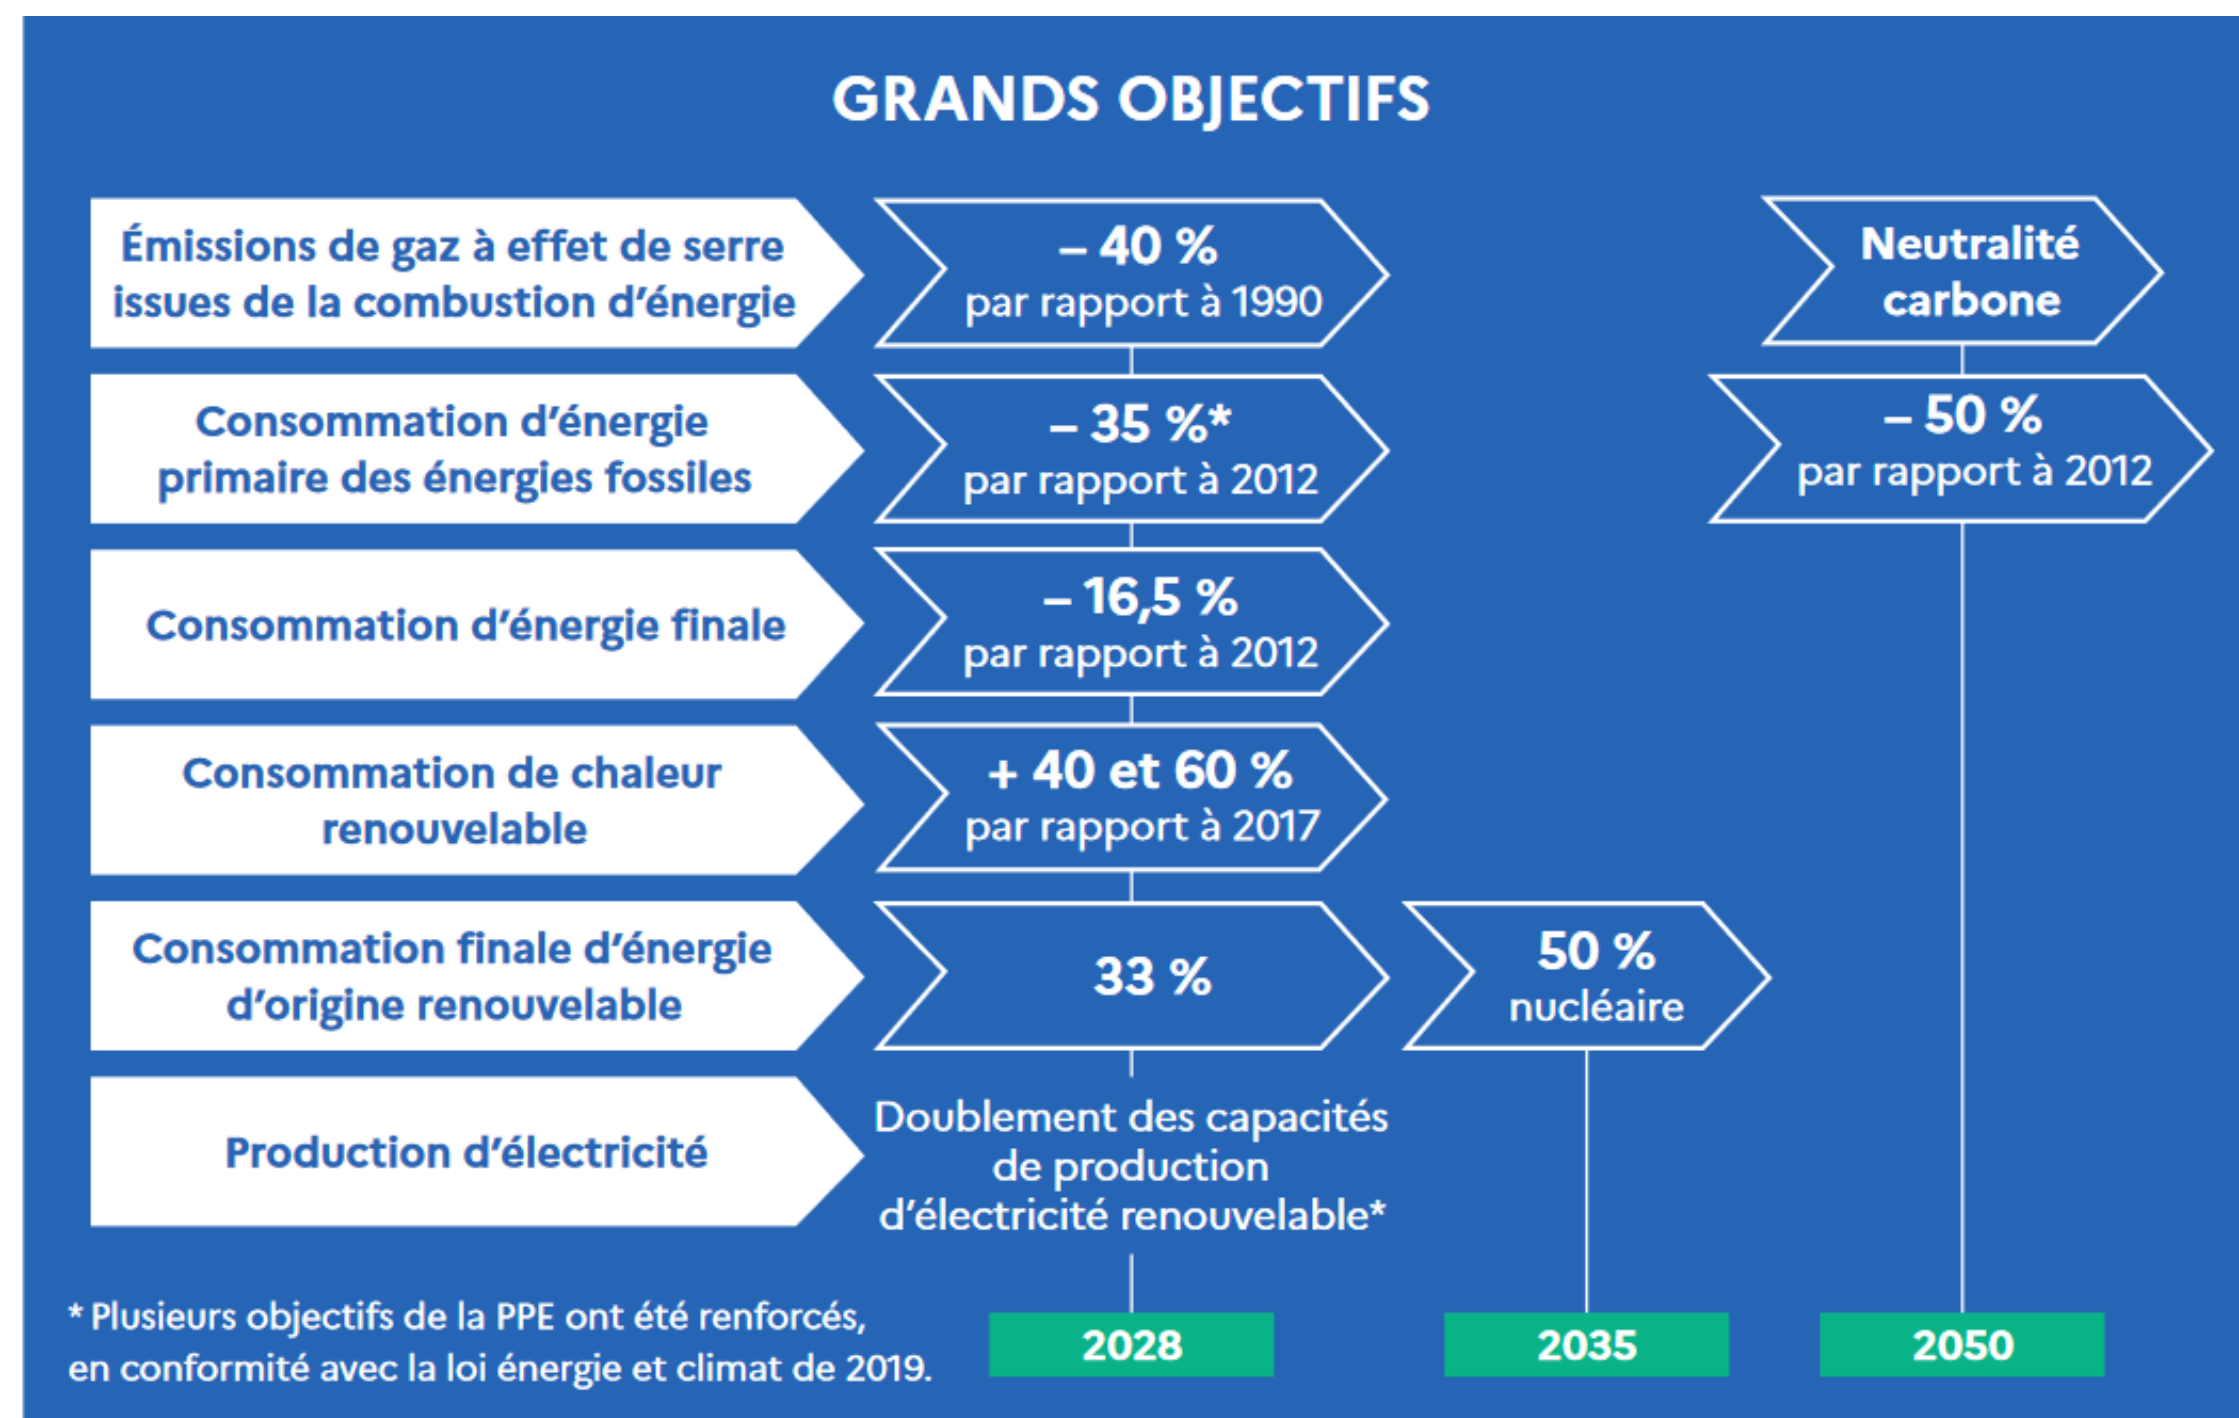 GRANDS OBJECTIFS
Émissions de gaz à effet de serre
issues de la combustion d’énergie
– 40 %
par rapport à 1990
Neutralité
carbone
Consommation d’énergie
primaire des énergies fossiles
– 35 %*
par rapport à 2012
– 50 %
par rapport à 2012
Consommation d’énergie finale
– 16,5 %
par rapport à 2012
Consommation de chaleur
renouvelable
+ 40 et 60 %
par rapport à 2017
Consommation finale d’énergie
d’origine renouvelable
33 %
50 %
nucléaire
Production d’électricité
Doublement des capacités
de production
d’électricité renouvelable*
* Plusieurs objectifs de la PPE ont été renforcés,
en conformité avec la loi énergie et climat de 2019.
2028
2035
2050